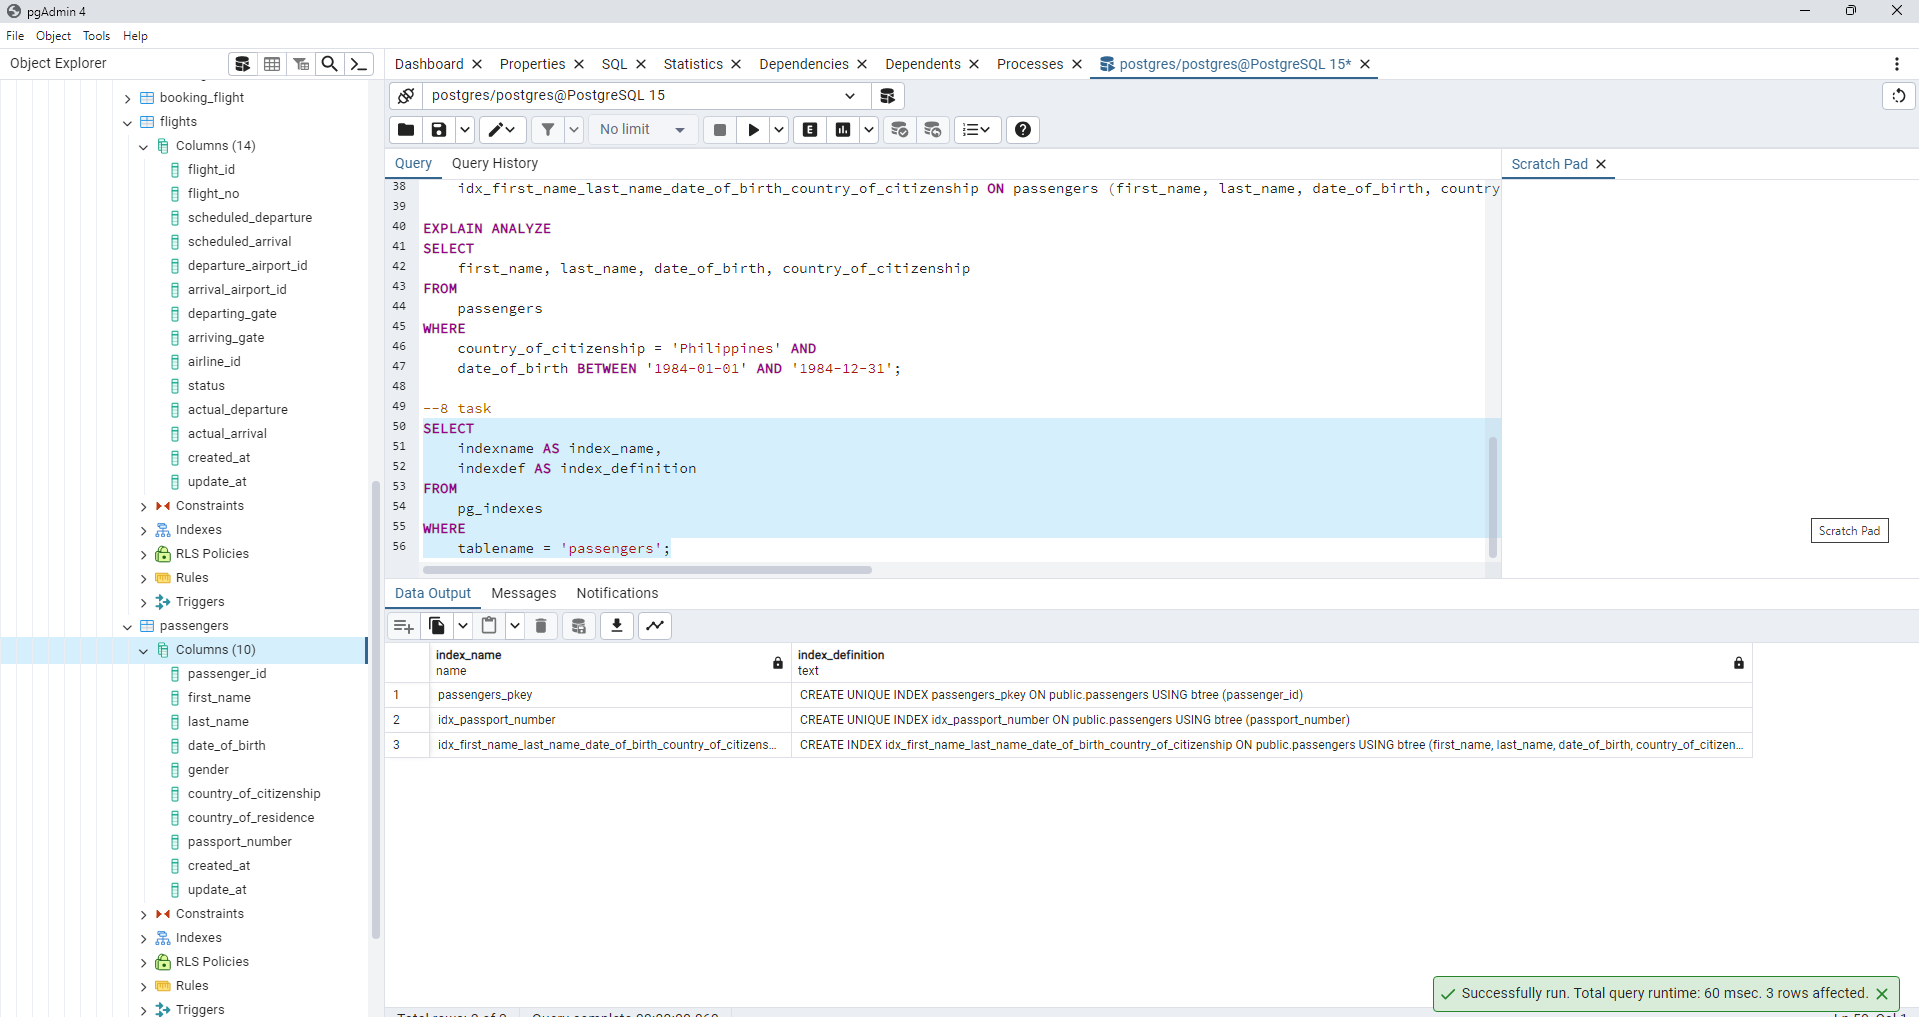 pgAdmin 4
File Object Tools Help
Object Explorer
booking_flight
flights
Columns (14)
flight_id
flight_no
scheduled_departure
scheduled_arrival
departure_airport_id
arrival_airport_id
departing_gate
arriving_gate
airline_id
status
actual_departure
actual_arrival
created_at
update_at
Constraints
Indexes
RLS Policies
Rules
Triggers
passengers
Columns (10)
passenger_id
first_name
last_name
date_of_birth
gender
country_of_citizenship
country_of_residence
passport_number
created_at
update_at
Constraints
Indexes
RLS Policies
Rules
Triggers
Dashboard Properties SQL Statistics Dependencies Dependents Processes postgres/postgres@PostgreSQL 15*
postgres/postgres@PostgreSQL 15
No limit
E
Query Query History
Scratch Pad
38 idx_first_name_last_name_date_of_birth_country_of_citizenship ON passengers (first_name, last_name, date_of_birth, country
39
40 EXPLAIN ANALYZE
41 SELECT
42 first_name, last_name, date_of_birth, country_of_citizenship
43 FROM
44 passengers
45 WHERE
46 country_of_citizenship = 'Philippines' AND
47 date_of_birth BETWEEN '1984-01-01' AND '1984-12-31';
48
49 --8 task
50 SELECT
51 indexname AS index_name,
52 indexdef AS index_definition
53 FROM
54 pg_indexes
55 WHERE
56 tablename = 'passengers';
Scratch Pad
Data Output Messages Notifications
index_name index_definition
name text
1 passengers_pkey CREATE UNIQUE INDEX passengers_pkey ON public.passengers USING btree (passenger_id)
2 idx_passport_number CREATE UNIQUE INDEX idx_passport_number ON public.passengers USING btree (passport_number)
3 idx_first_name_last_name_date_of_birth_country_of_citizens... CREATE INDEX idx_first_name_last_name_date_of_birth_country_of_citizenship ON public.passengers USING btree (first_name, last_name, date_of_birth, country_of_citizen...
Successfully run. Total query runtime: 60 msec. 3 rows affected.